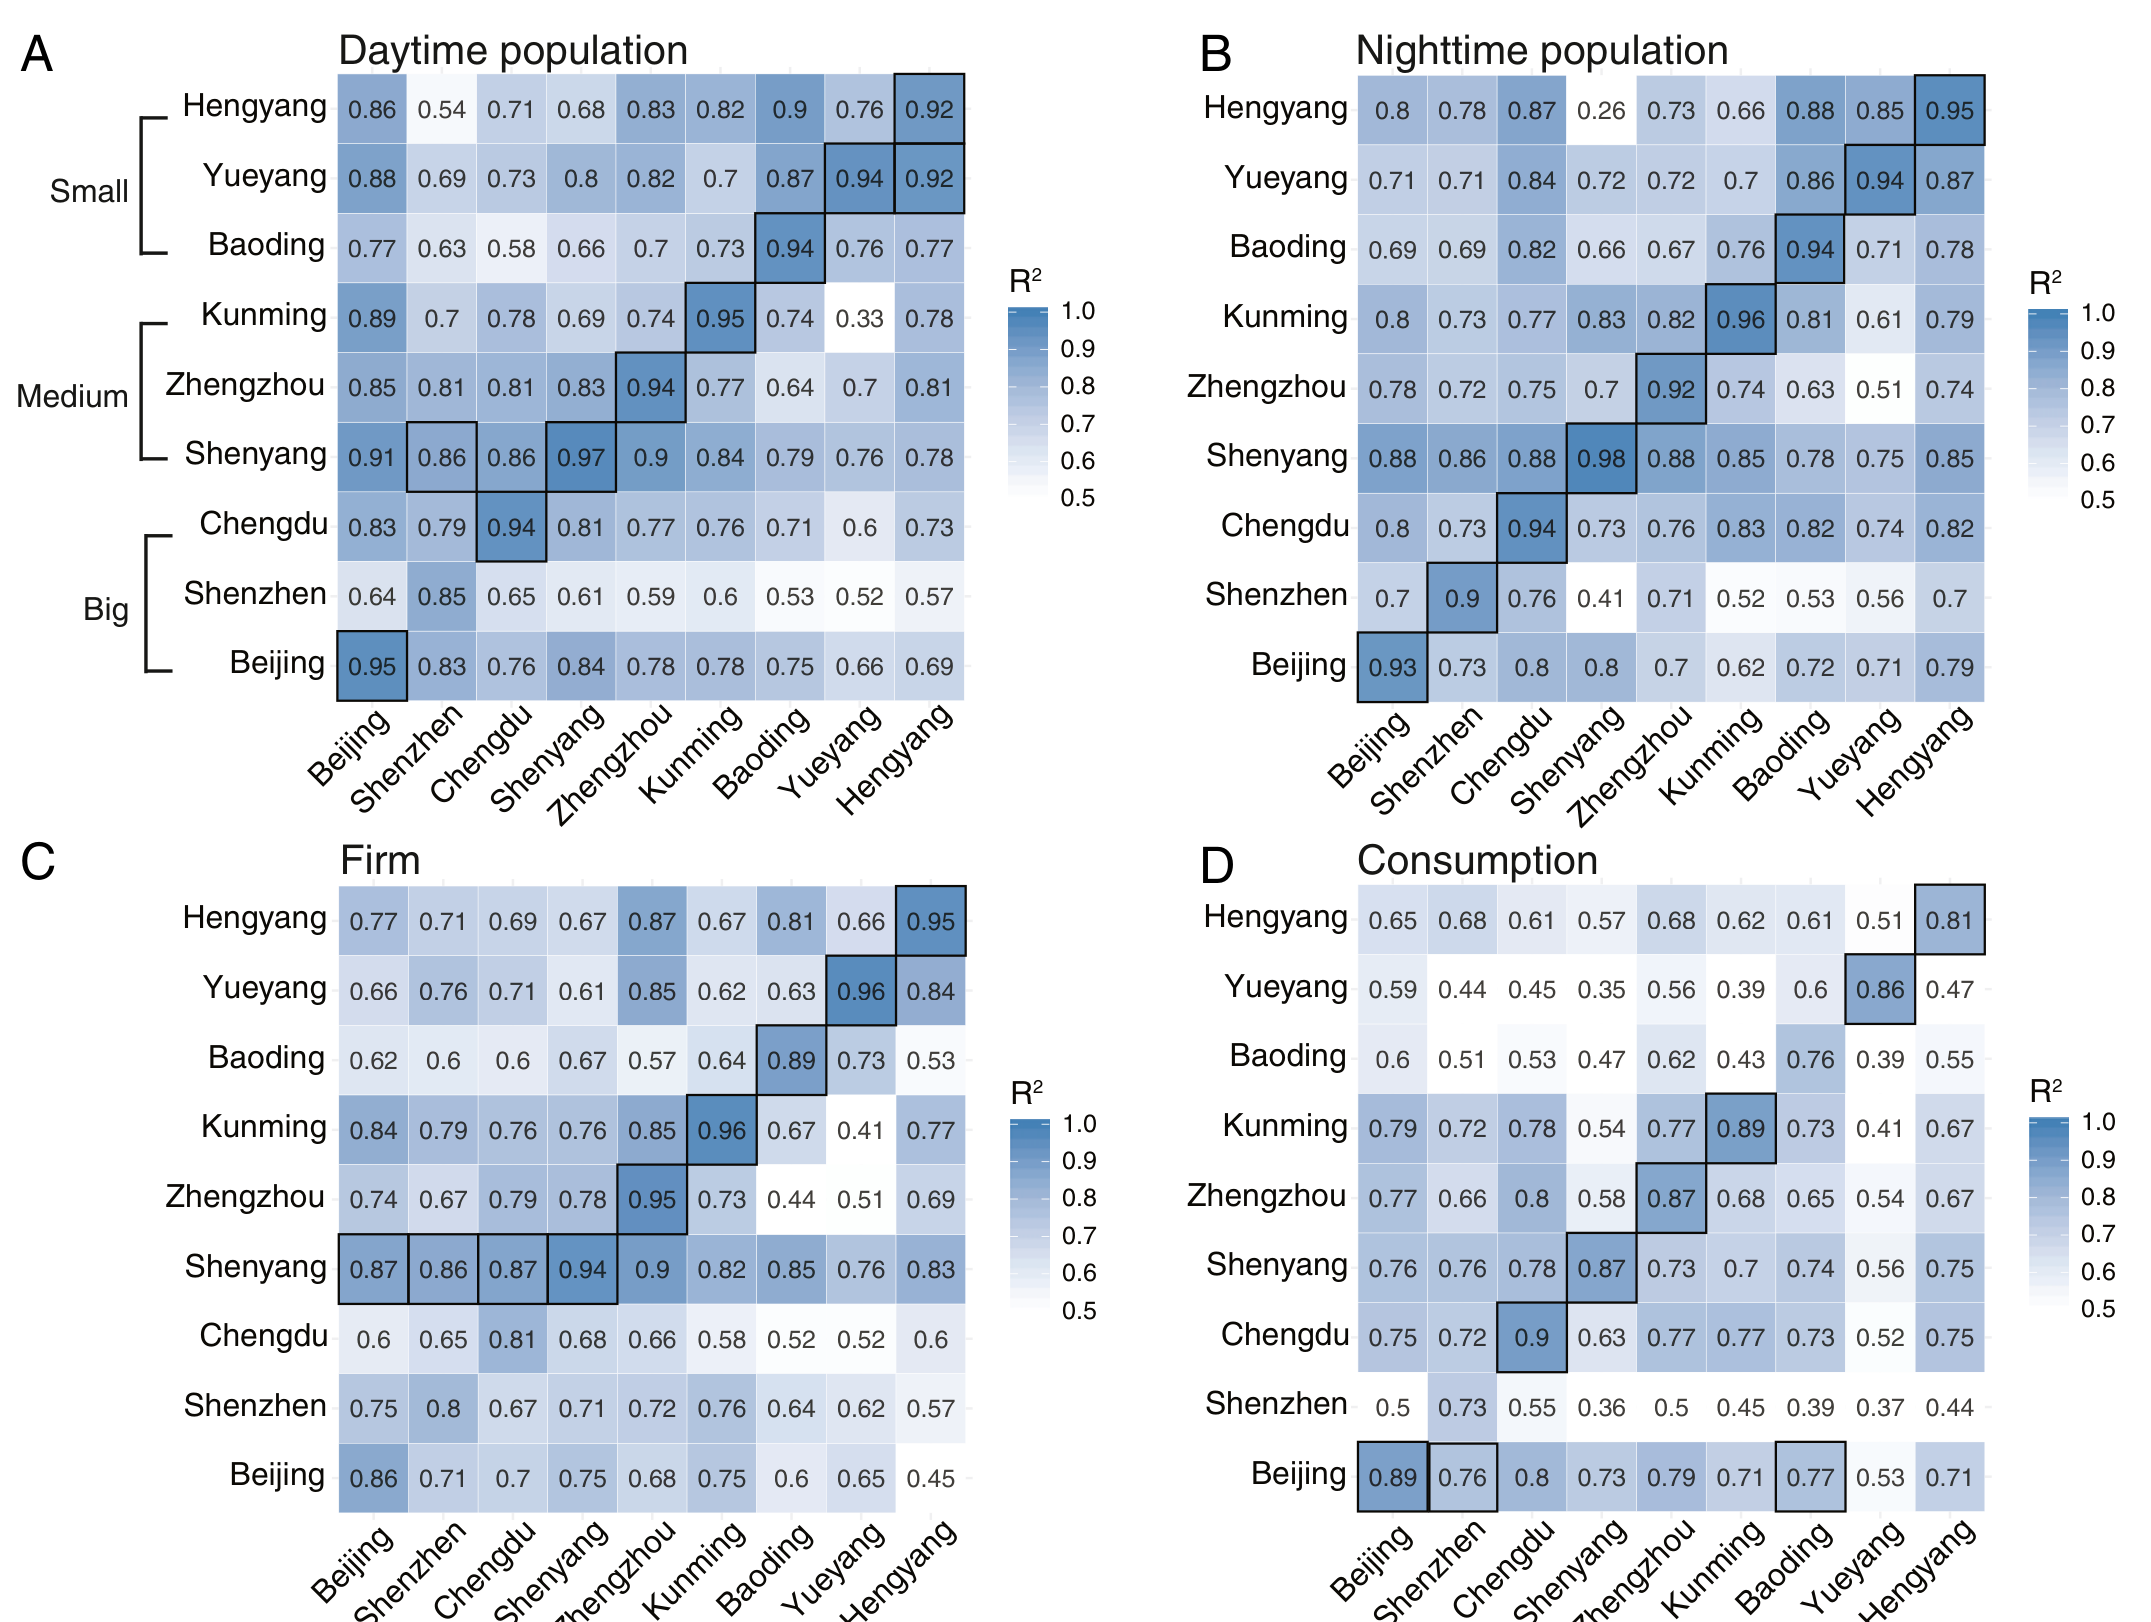 A
Daytime population
Hengyang 0.86 0.54 0.71 0.68 0.83 0.82 0.9 0.76 0.92
Yueyang 0.88 0.69 0.73 0.8 0.82 0.7 0.87 0.94 0.92
Small
Baoding 0.77 0.63 0.58 0.66 0.7 0.73 0.94 0.76 0.77
Kunming 0.89 0.7 0.78 0.69 0.74 0.95 0.74 0.33 0.78
Medium
Zhengzhou 0.85 0.81 0.81 0.83 0.94 0.77 0.64 0.7 0.81
Shenyang 0.91 0.86 0.86 0.97 0.9 0.84 0.79 0.76 0.78
Chengdu 0.83 0.79 0.94 0.81 0.77 0.76 0.71 0.6 0.73
Big
Shenzhen 0.64 0.85 0.65 0.61 0.59 0.6 0.53 0.52 0.57
Beijing 0.95 0.83 0.76 0.84 0.78 0.78 0.75 0.66 0.69
Beijing Shenzhen Chengdu Shenyang Zhengzhou Kunming Baoding Yueyang Hengyang
R²
1.0
0.9
0.8
0.7
0.6
0.5
B
Nighttime population
Hengyang 0.8 0.78 0.87 0.26 0.73 0.66 0.88 0.85 0.95
Yueyang 0.71 0.71 0.84 0.72 0.72 0.7 0.86 0.94 0.87
Baoding 0.69 0.69 0.82 0.66 0.67 0.76 0.94 0.71 0.78
Kunming 0.8 0.73 0.77 0.83 0.82 0.96 0.81 0.61 0.79
Zhengzhou 0.78 0.72 0.75 0.7 0.92 0.74 0.63 0.51 0.74
Shenyang 0.88 0.86 0.88 0.98 0.88 0.85 0.78 0.75 0.85
Chengdu 0.8 0.73 0.94 0.73 0.76 0.83 0.82 0.74 0.82
Shenzhen 0.7 0.9 0.76 0.41 0.71 0.52 0.53 0.56 0.7
Beijing 0.93 0.73 0.8 0.8 0.7 0.62 0.72 0.71 0.79
Beijing Shenzhen Chengdu Shenyang Zhengzhou Kunming Baoding Yueyang Hengyang
R²
1.0
0.9
0.8
0.7
0.6
0.5
C
Firm
Hengyang 0.77 0.71 0.69 0.67 0.87 0.67 0.81 0.66 0.95
Yueyang 0.66 0.76 0.71 0.61 0.85 0.62 0.63 0.96 0.84
Baoding 0.62 0.6 0.6 0.67 0.57 0.64 0.89 0.73 0.53
Kunming 0.84 0.79 0.76 0.76 0.85 0.96 0.67 0.41 0.77
Zhengzhou 0.74 0.67 0.79 0.78 0.95 0.73 0.44 0.51 0.69
Shenyang 0.87 0.86 0.87 0.94 0.9 0.82 0.85 0.76 0.83
Chengdu 0.6 0.65 0.81 0.68 0.66 0.58 0.52 0.52 0.6
Shenzhen 0.75 0.8 0.67 0.71 0.72 0.76 0.64 0.62 0.57
Beijing 0.86 0.71 0.7 0.75 0.68 0.75 0.6 0.65 0.45
Beijing Shenzhen Chengdu Shenyang Zhengzhou Kunming Baoding Yueyang Hengyang
R²
1.0
0.9
0.8
0.7
0.6
0.5
D
Consumption
Hengyang 0.65 0.68 0.61 0.57 0.68 0.62 0.61 0.51 0.81
Yueyang 0.59 0.44 0.45 0.35 0.56 0.39 0.6 0.86 0.47
Baoding 0.6 0.51 0.53 0.47 0.62 0.43 0.76 0.39 0.55
Kunming 0.79 0.72 0.78 0.54 0.77 0.89 0.73 0.41 0.67
Zhengzhou 0.77 0.66 0.8 0.58 0.87 0.68 0.65 0.54 0.67
Shenyang 0.76 0.76 0.78 0.87 0.73 0.7 0.74 0.56 0.75
Chengdu 0.75 0.72 0.9 0.63 0.77 0.77 0.73 0.52 0.75
Shenzhen 0.5 0.73 0.55 0.36 0.5 0.45 0.39 0.37 0.44
Beijing 0.89 0.76 0.8 0.73 0.79 0.71 0.77 0.53 0.71
Beijing Shenzhen Chengdu Shenyang Zhengzhou Kunming Baoding Yueyang Hengyang
R²
1.0
0.9
0.8
0.7
0.6
0.5